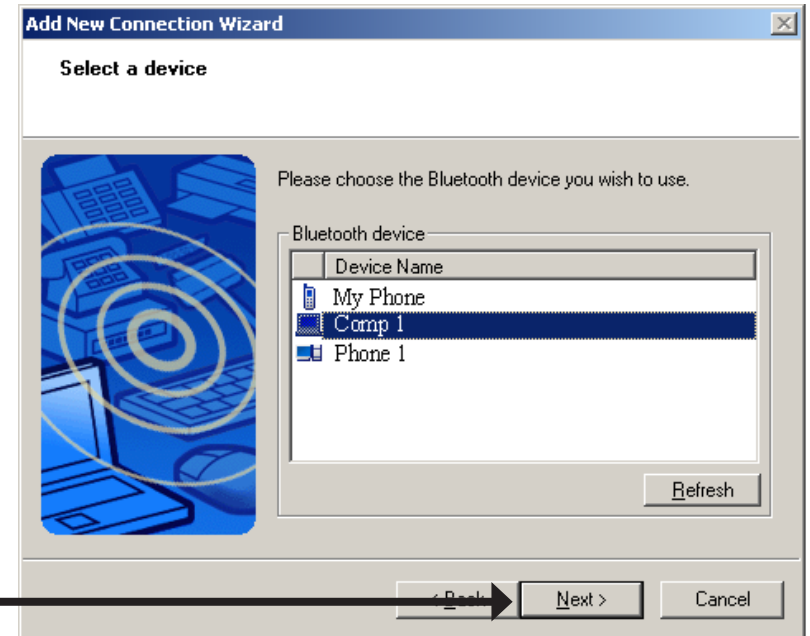 Add New Connection Wizard
Select a device
Please choose the Bluetooth device you wish to use.
Bluetooth device
Device Name
My Phone
Comp 1
Phone 1
Refresh
< Back Next > Cancel